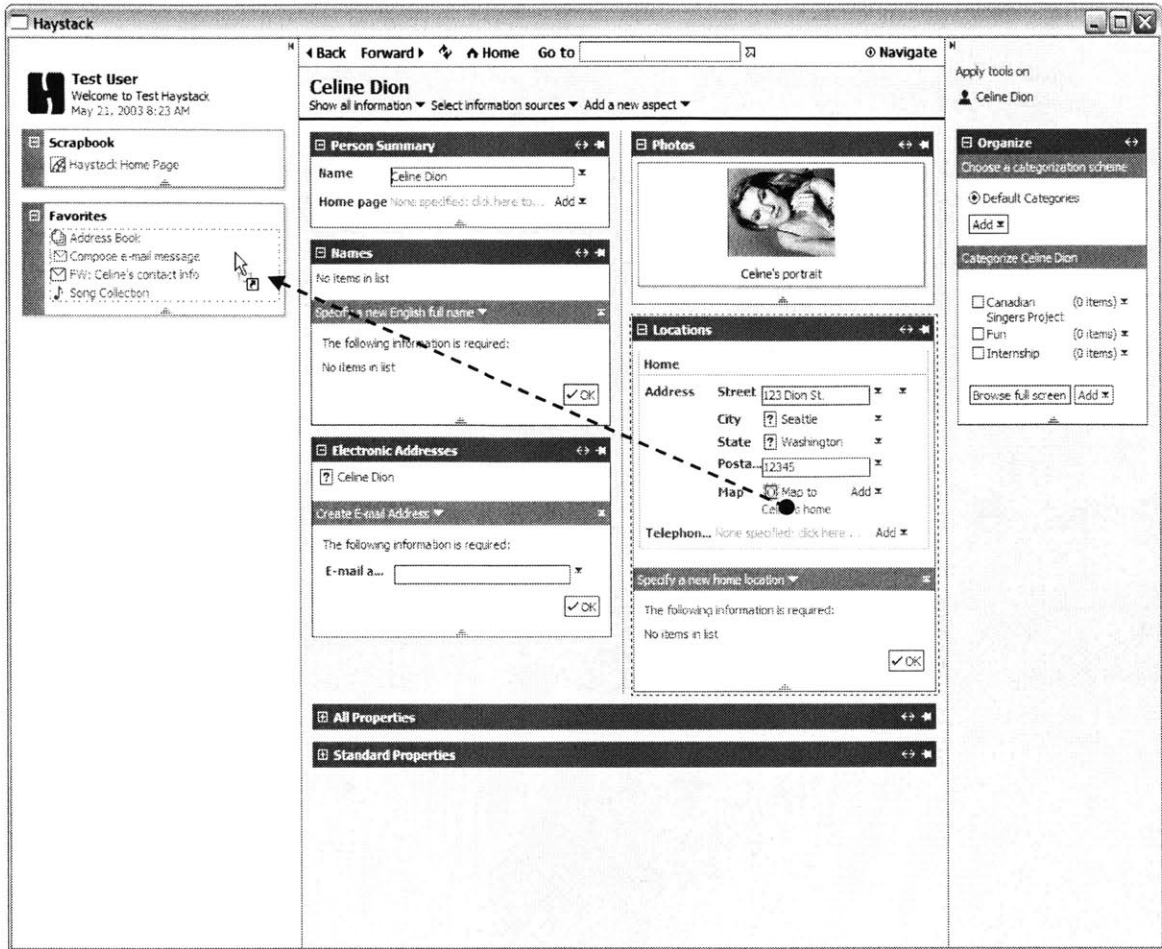 Haystack
Test User
Welcome to Test Haystack
May 21, 2003 8:23 AM
Scrapbook
Haystack Home Page
Favorites
Address Book
Compose e-mail message
FW: Celine's contact info
Song Collection
Back Forward Home Go to Navigate
Celine Dion
Show all information Select information sources Add a new aspect
Person Summary
Name Celine Dion
Home page None specified: click here to... Add
Names
No items in list
Specify a new English full name
The following information is required:
No items in list
OK
Electronic Addresses
? Celine Dion
Create E-mail Address
The following information is required:
E-mail a...
OK
Photos
Celine's portrait
Locations
Home
Address Street 123 Dion St.
City ? Seattle
State ? Washington
Posta... 12345
Map Map to Add
home
Telephon... None specified: click here ... Add
Specify a new home location
The following information is required:
No items in list
OK
All Properties
Standard Properties
Apply tools on
Celine Dion
Organize
Choose a categorization scheme
Default Categories
Add
Categorize Celine Dion
Canadian (0 items)
Singers Project
Fun (0 items)
Internship (0 items)
Browse full screen Add